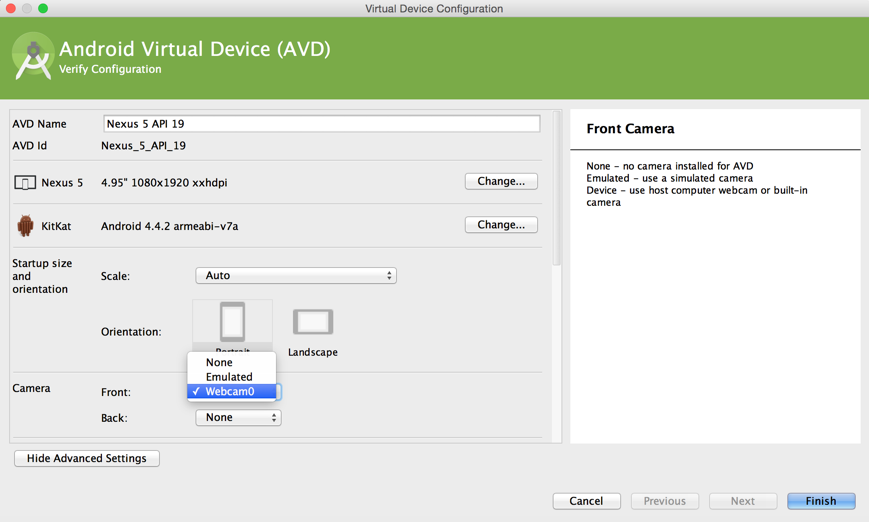 Virtual Device Configuration
Android Virtual Device (AVD)
Verify Configuration
AVD Name
Nexus 5 API 19
AVD Id
Nexus_5_API_19
Nexus 5
4.95" 1080x1920 xxhdpi
Change...
KitKat
Android 4.4.2 armeabi-v7a
Change...
Startup size
and
orientation
Scale:
Auto
Orientation:
Portrait
Landscape
None
Emulated
✓ Webcam0
Camera
Front:
Back:
None
Hide Advanced Settings
Front Camera
None – no camera installed for AVD
Emulated – use a simulated camera
Device – use host computer webcam or built-in
camera
Cancel
Previous
Next
Finish